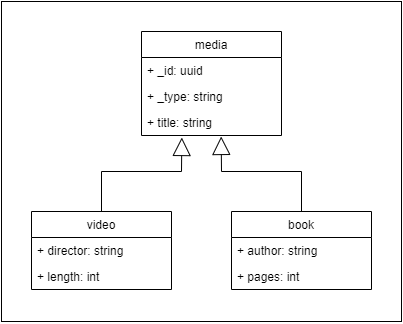 media
+ _id: uuid
+ _type: string
+ title: string
video
+ director: string
+ length: int
book
+ author: string
+ pages: int